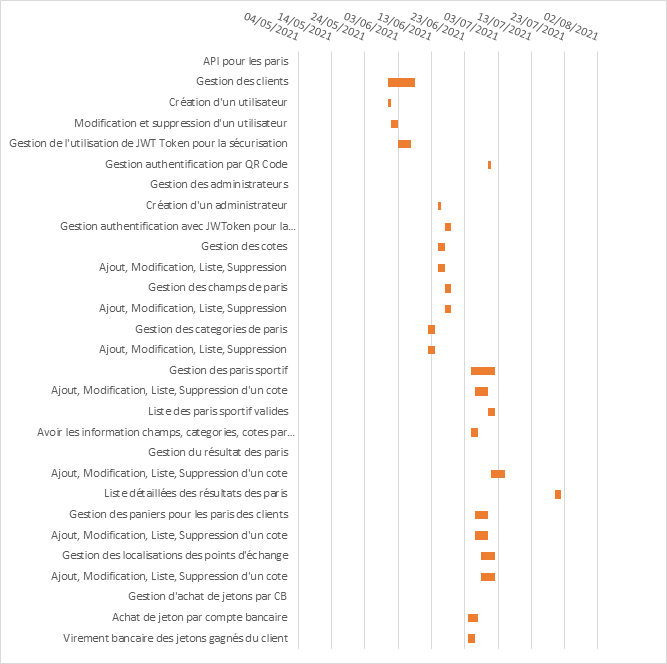 04/05/2021
14/05/2021
24/05/2021
03/06/2021
13/06/2021
23/06/2021
03/07/2021
13/07/2021
23/07/2021
02/08/2021
API pour les paris
Gestion des clients
Création d'un utilisateur
Modification et suppression d'un utilisateur
Gestion de l'utilisation de JWT Token pour la sécurisation
Gestion authentification par QR Code
Gestion des administrateurs
Création d'un administrateur
Gestion authentification avec JWToken pour la...
Gestion des cotes
Ajout, Modification, Liste, Suppression
Gestion des champs de paris
Ajout, Modification, Liste, Suppression
Gestion des categories de paris
Ajout, Modification, Liste, Suppression
Gestion des paris sportif
Ajout, Modification, Liste, Suppression d'un cote
Liste des paris sportif valides
Avoir les information champs, categories, cotes par...
Gestion du résultat des paris
Ajout, Modification, Liste, Suppression d'un cote
Liste détaillées des résultats des paris
Gestion des paniers pour les paris des clients
Ajout, Modification, Liste, Suppression d'un cote
Gestion des localisations des points d'échange
Ajout, Modification, Liste, Suppression d'un cote
Gestion d'achat de jetons par CB
Achat de jeton par compte bancaire
Virement bancaire des jetons gagnés du client